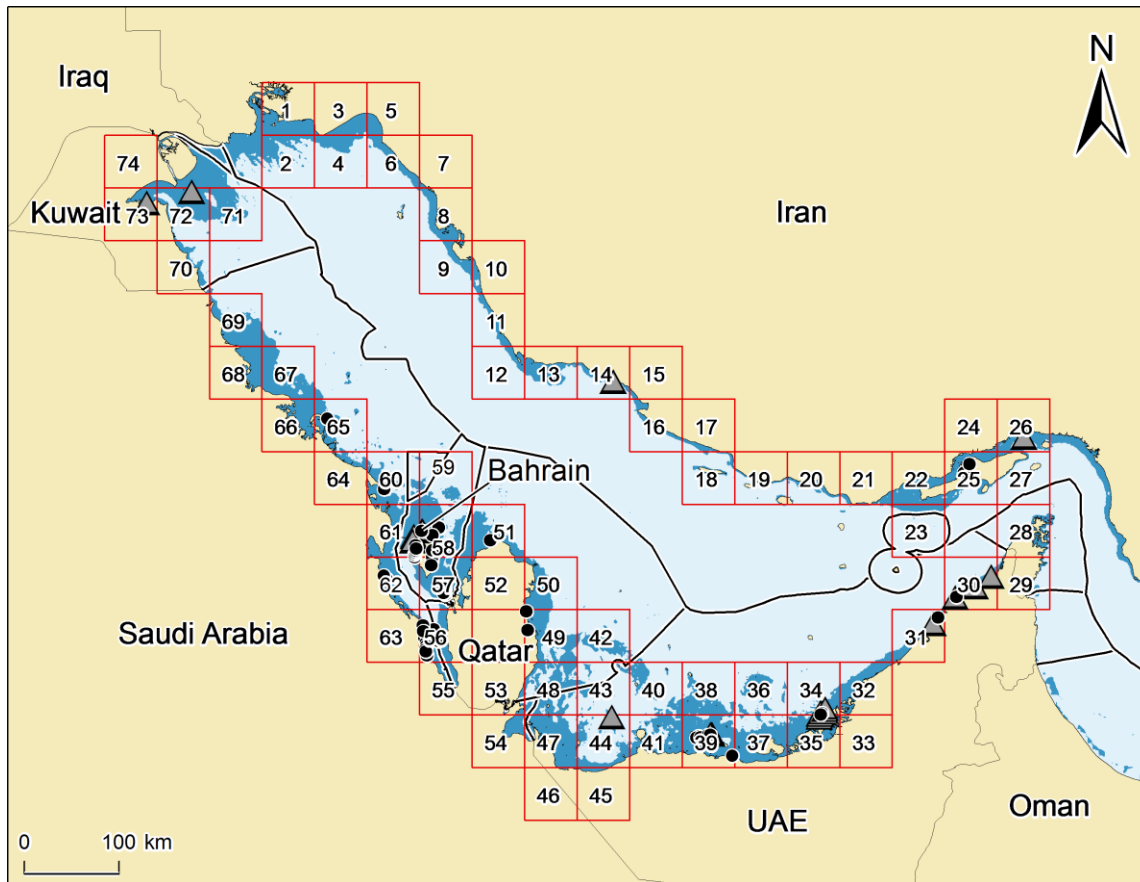 N
Iraq
1 3 5
74 2 4 6 7
Kuwait 73 72 71 8
Iran
70 9 10
69 11
68 67 12 13 14 15
66 65 16 17 24 26
64 60 59 Bahrain 18 19 20 21 22 25 27
61 58 51 23 28
62 57 52 50 30 29
Saudi Arabia 63 56 Qatar 49 42 31
55 53 48 43 40 38 36 34 32
54 47 44 41 39 37 35 33
46 45
UAE Oman
0 100 km